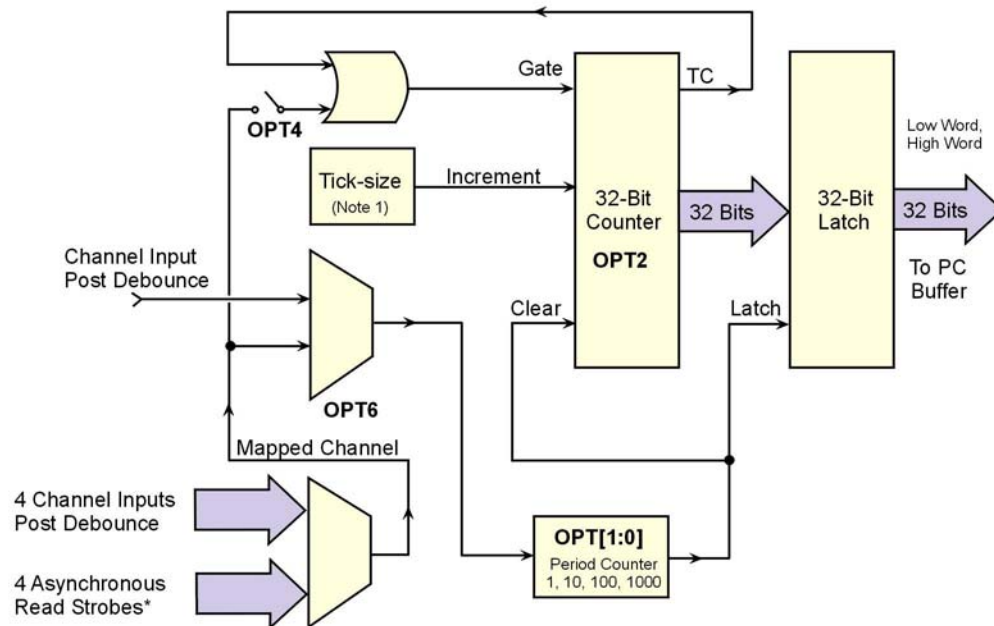 Gate
TC
OPT4
Low Word,
High Word
Tick-size
(Note 1)
Increment
32-Bit
Counter
OPT2
32 Bits
32-Bit
Latch
32 Bits
To PC
Buffer
Channel Input
Post Debounce
Clear
Latch
OPT6
Mapped Channel
4 Channel Inputs
Post Debounce
OPT[1:0]
Period Counter
1, 10, 100, 1000
4 Asynchronous
Read Strobes*